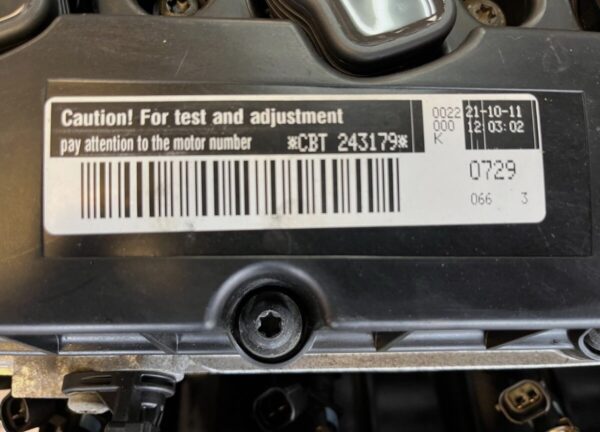 Caution! For test and adjustment
pay attention to the motor number *CBT 243179*
0022 21-10-11
000 12:03:02
K
0729
066 3